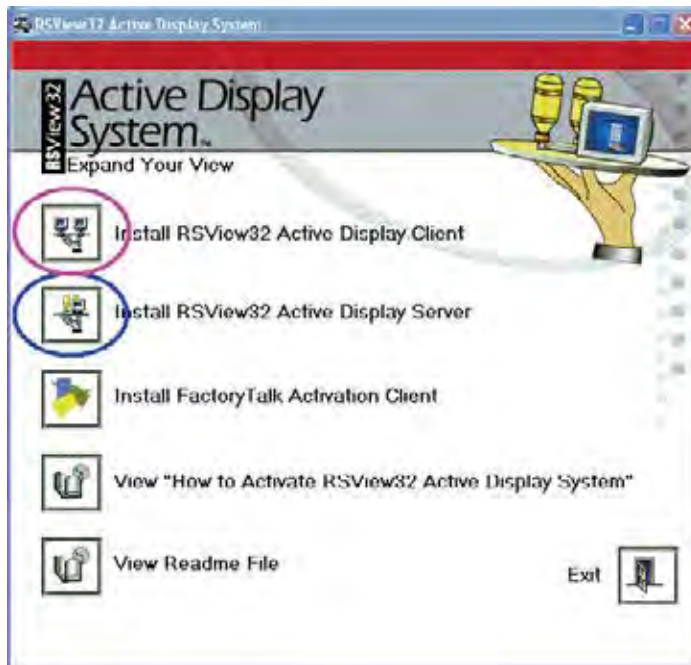 RSView32 Active Display System
RSView32
Active Display
System™
Expand Your View
Install RSView32 Active Display Client
Install RSView32 Active Display Server
Install FactoryTalk Activation Client
View "How to Activate RSView32 Active Display System"
View Readme File
Exit